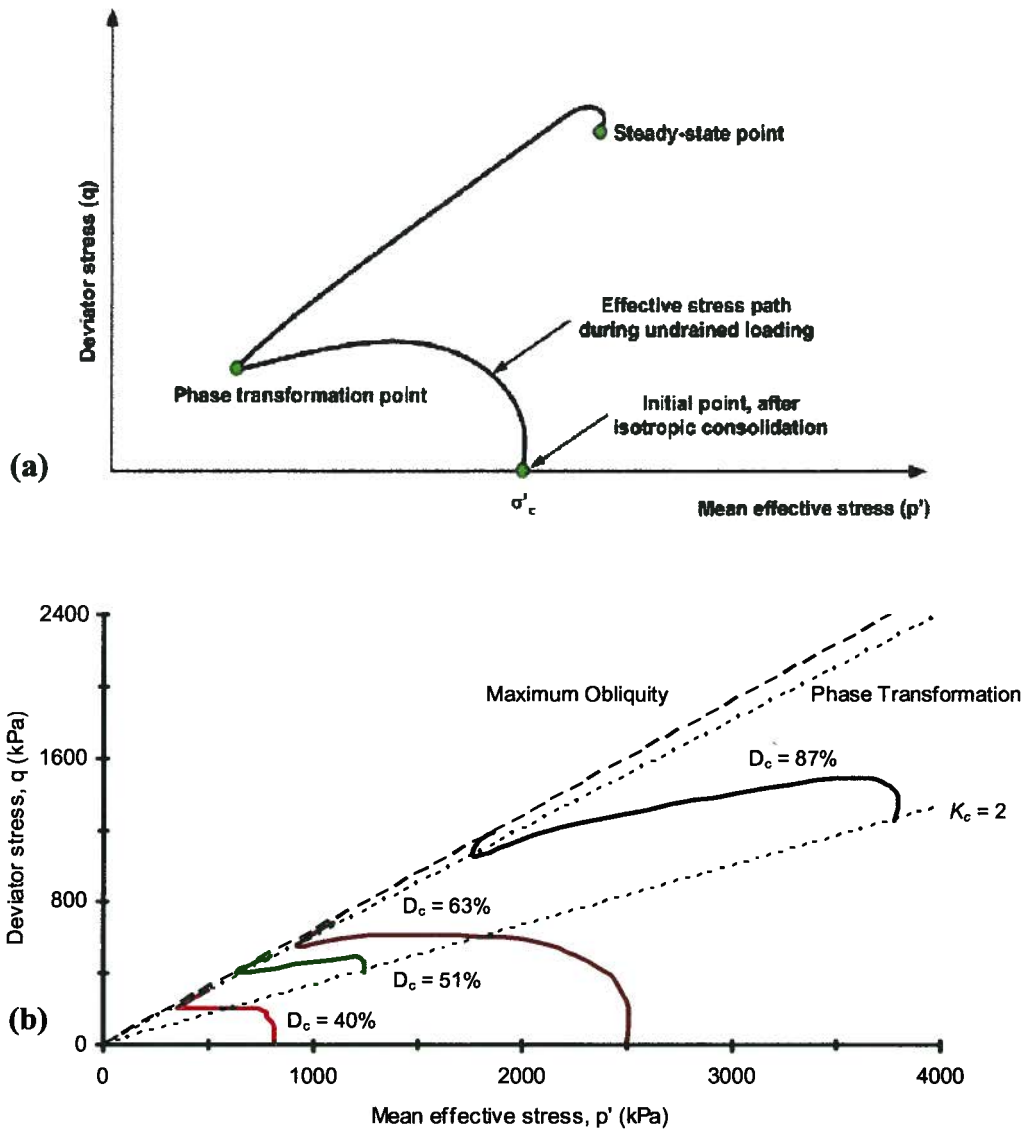 Deviator stress (q)
Steady-state point
Effective stress path
during undrained loading
Phase transformation point
Initial point, after
isotropic consolidation
(a)
σ'c
Mean effective stress (p')
2400
Maximum Obliquity
Phase Transformation
Dc = 87%
1600
Kc = 2
Deviator stress, q (kPa)
Dc = 63%
800
Dc = 51%
Dc = 40%
(b)
0
0
1000
2000
3000
4000
Mean effective stress, p' (kPa)